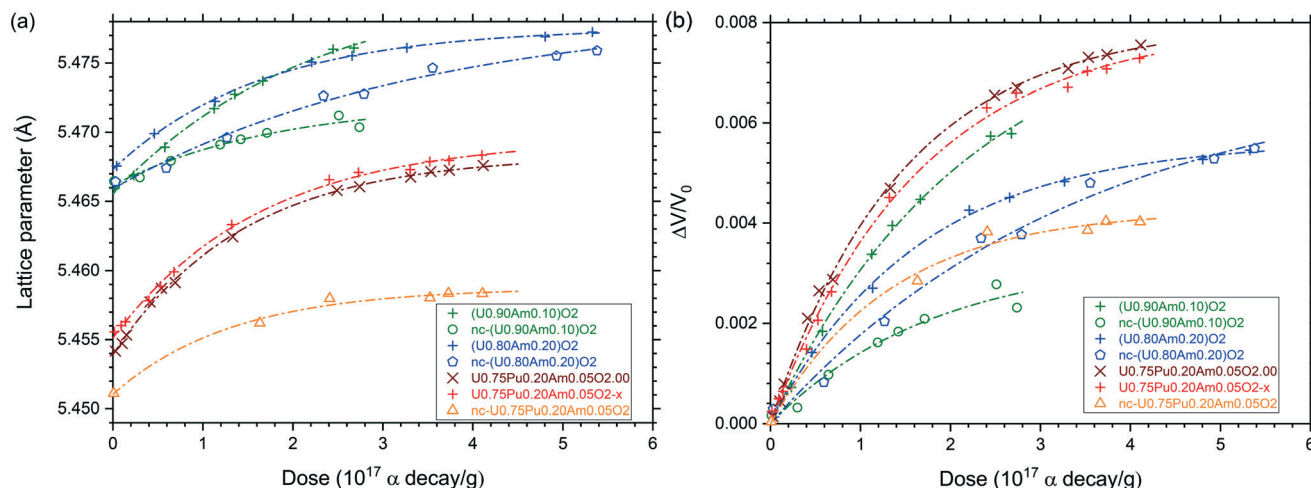 (a)
5.475
5.470
5.465
5.460
5.455
5.450
Lattice parameter (Å)
0 1 2 3 4 5 6
Dose (10^17 α decay/g)
(U0.90Am0.10)O2
nc-(U0.90Am0.10)O2
(U0.80Am0.20)O2
nc-(U0.80Am0.20)O2
U0.75Pu0.20Am0.05O2.00
U0.75Pu0.20Am0.05O2-x
nc-U0.75Pu0.20Am0.05O2
(b)
0.008
0.006
0.004
0.002
0.000
ΔV/V0
0 1 2 3 4 5 6
Dose (10^17 α decay/g)
(U0.90Am0.10)O2
nc-(U0.90Am0.10)O2
(U0.80Am0.20)O2
nc-(U0.80Am0.20)O2
U0.75Pu0.20Am0.05O2.00
U0.75Pu0.20Am0.05O2-x
nc-U0.75Pu0.20Am0.05O2